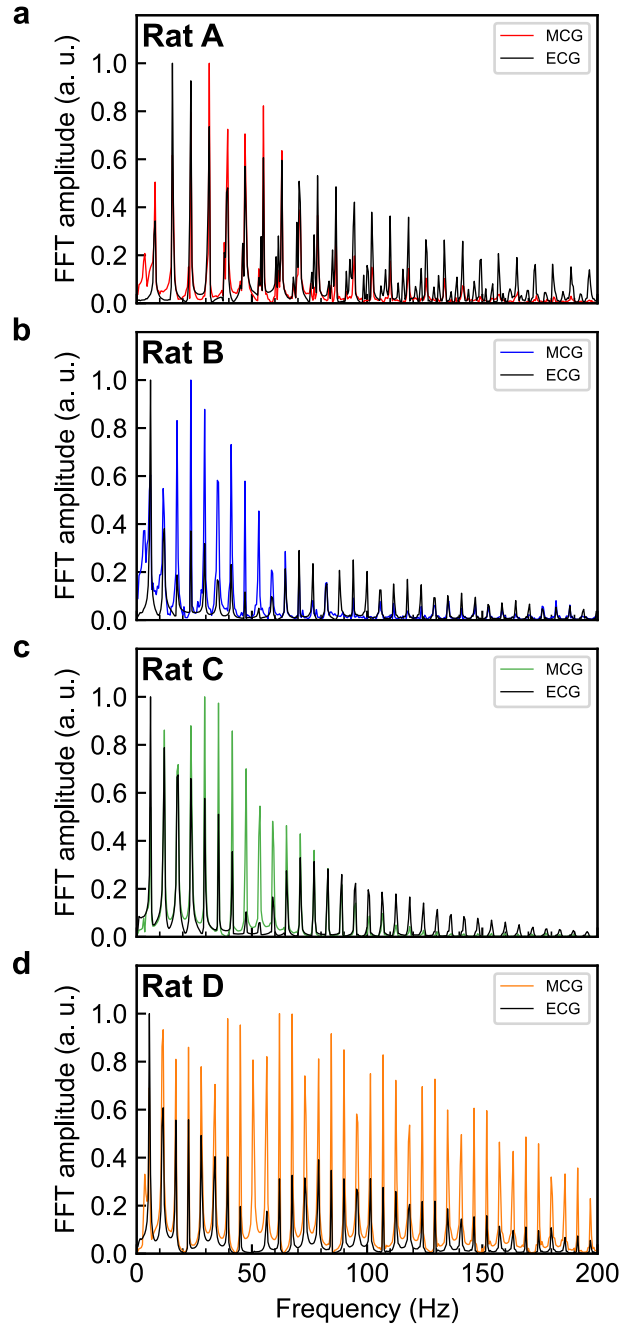 a
Rat A
MCG
ECG
FFT amplitude (a. u.)
1.0
0.8
0.6
0.4
0.2
0.0
b
Rat B
MCG
ECG
FFT amplitude (a. u.)
1.0
0.8
0.6
0.4
0.2
0.0
c
Rat C
MCG
ECG
FFT amplitude (a. u.)
1.0
0.8
0.6
0.4
0.2
0.0
d
Rat D
MCG
ECG
FFT amplitude (a. u.)
1.0
0.8
0.6
0.4
0.2
0.0
0 50 100 150 200
Frequency (Hz)